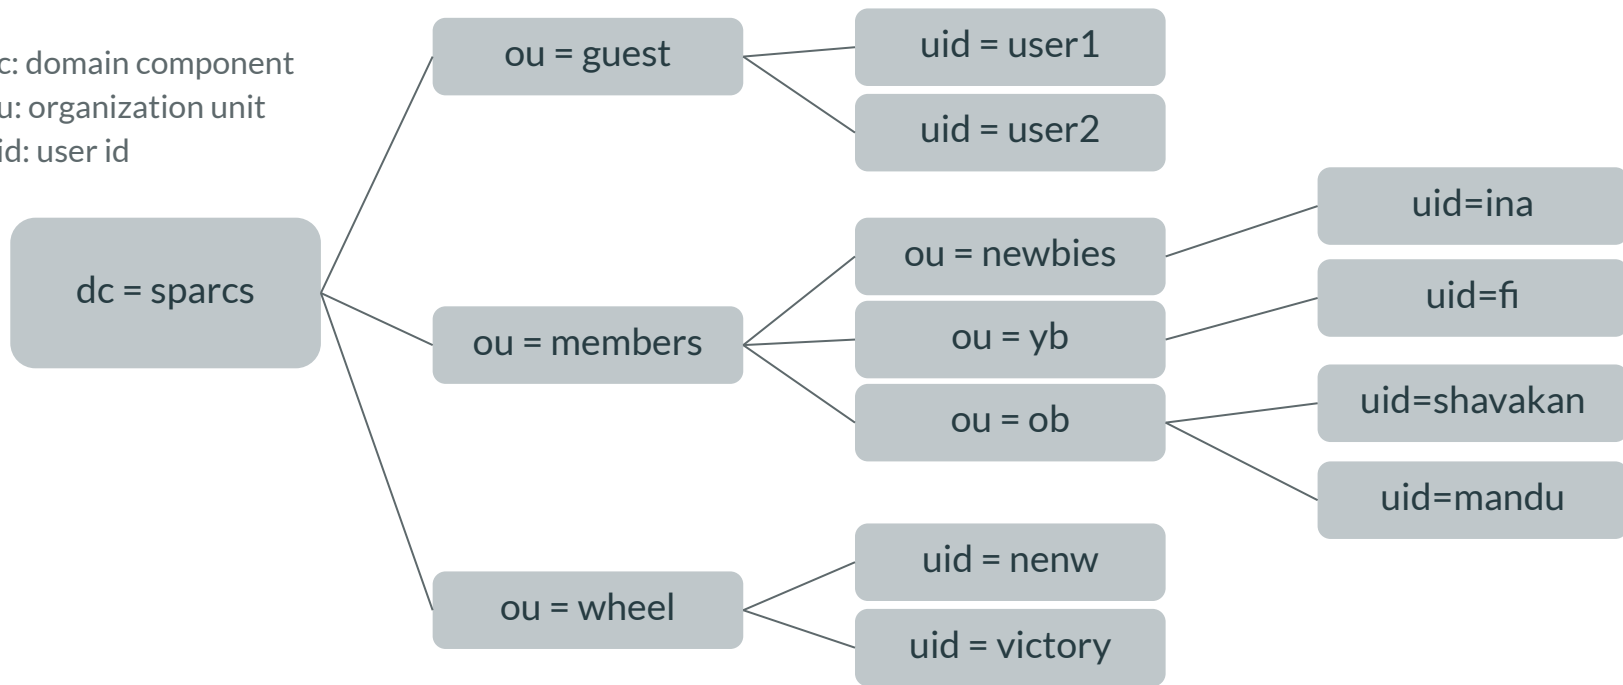 c: domain component
u: organization unit
id: user id
dc = sparcs
ou = guest
ou = members
ou = wheel
uid = user1
uid = user2
ou = newbies
ou = yb
ou = ob
uid = nenw
uid = victory
uid=ina
uid=fi
uid=shavakan
uid=mandu